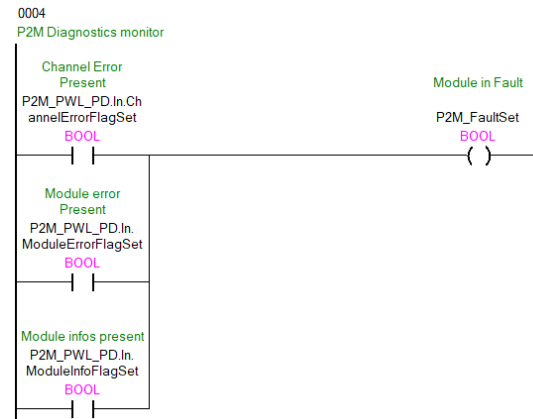 0004
P2M Diagnostics monitor
Channel Error
Present
P2M_PWL_PD.In.Ch
annelErrorFlagSet
BOOL
Module in Fault
P2M_FaultSet
BOOL
Module error
Present
P2M_PWL_PD.In.
ModuleErrorFlagSet
BOOL
Module infos present
P2M_PWL_PD.In.
ModuleInfoFlagSet
BOOL